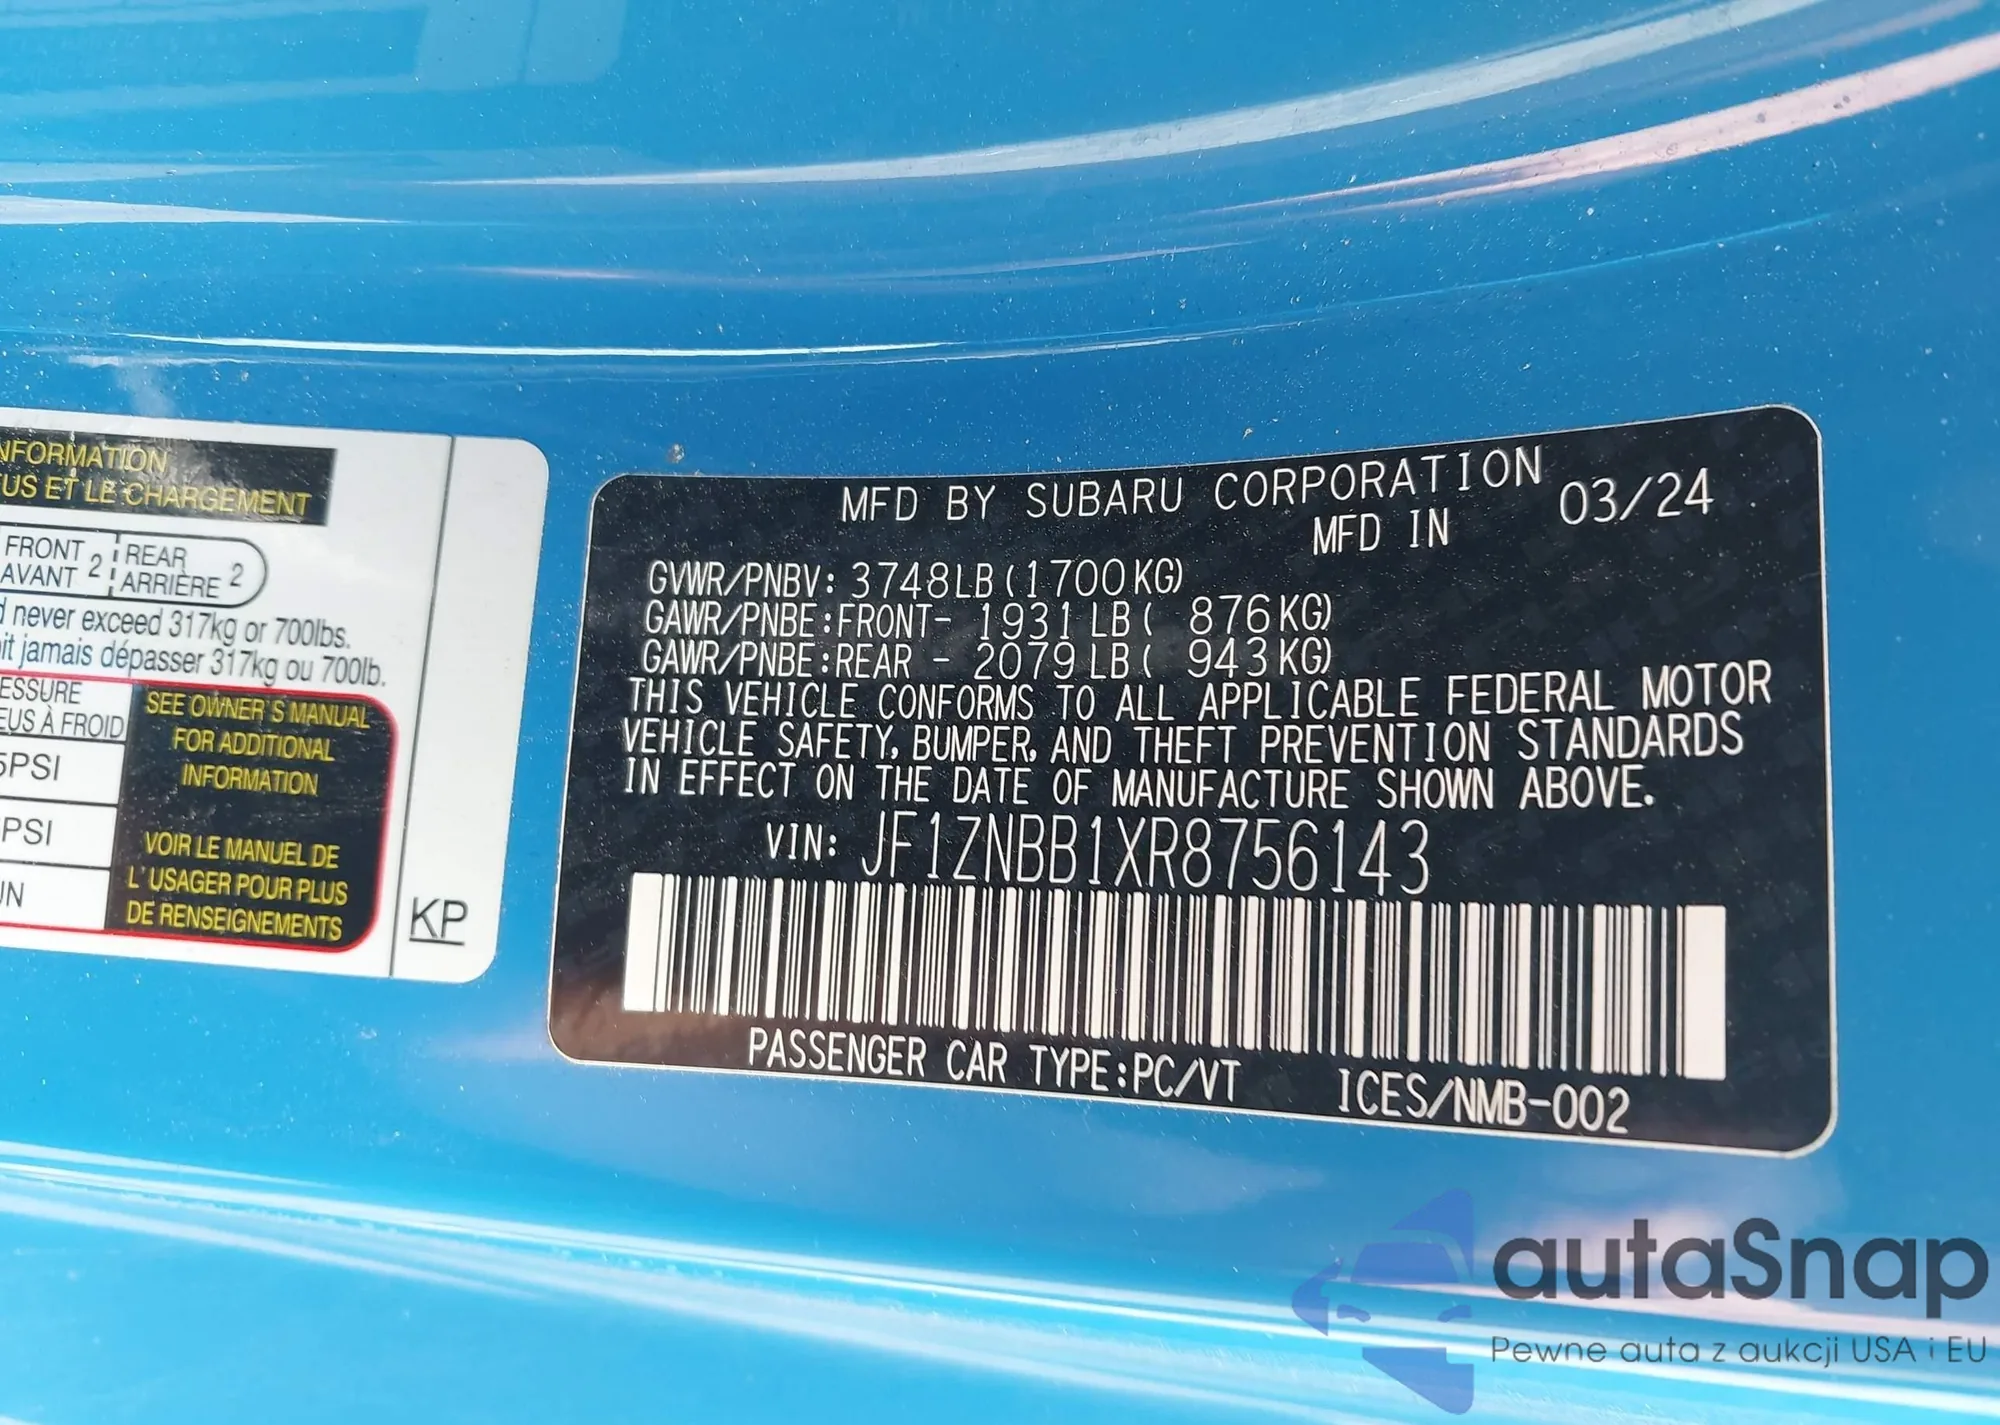 NFORMATION
US ET LE CHARGEMENT
FRONT 2 REAR 2
AVANT ARRIÈRE
never exceed 317kg or 700lbs.
it jamais dépasser 317kg ou 700lb.
ESSURE
EUS À FROID
5PSI
PSI
SEE OWNER'S MANUAL
FOR ADDITIONAL
INFORMATION
VOIR LE MANUEL DE
L'USAGER POUR PLUS
DE RENSEIGNEMENTS
KP
MFD BY SUBARU CORPORATION
MFD IN 03/24
GVWR/PNBV: 3748LB(1700KG)
GAWR/PNBE:FRONT- 1931LB( 876KG)
GAWR/PNBE:REAR - 2079LB( 943KG)
THIS VEHICLE CONFORMS TO ALL APPLICABLE FEDERAL MOTOR
VEHICLE SAFETY, BUMPER, AND THEFT PREVENTION STANDARDS
IN EFFECT ON THE DATE OF MANUFACTURE SHOWN ABOVE.
VIN: JF1ZNBB1XR8756143
PASSENGER CAR TYPE:PC/VT ICES/NMB-002
autaSnap
Pewne auta z aukcji USA i EU